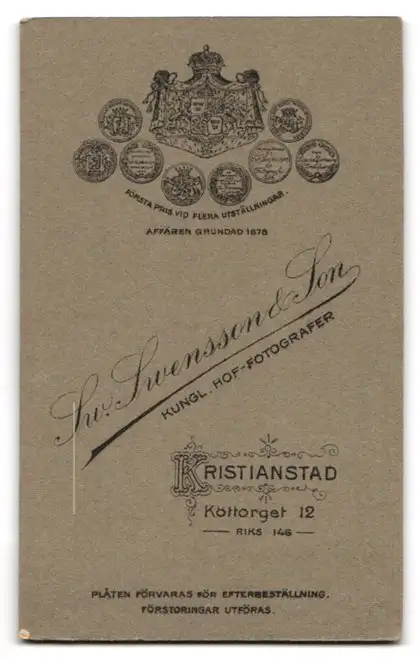 FÖRSTA PRIS VID FLERA UTSTÄLLNINGAR.
AFFÄREN GRUNDAD 1878
Sw. Swensson & Son
KUNGL. HOF-FOTOGRAFER
KRISTIANSTAD
Köttorget 12
RIKS 146
PLÅTEN FÖRVARAS FÖR EFTERBESTÄLLNING.
FÖRSTORINGAR UTFÖRAS.